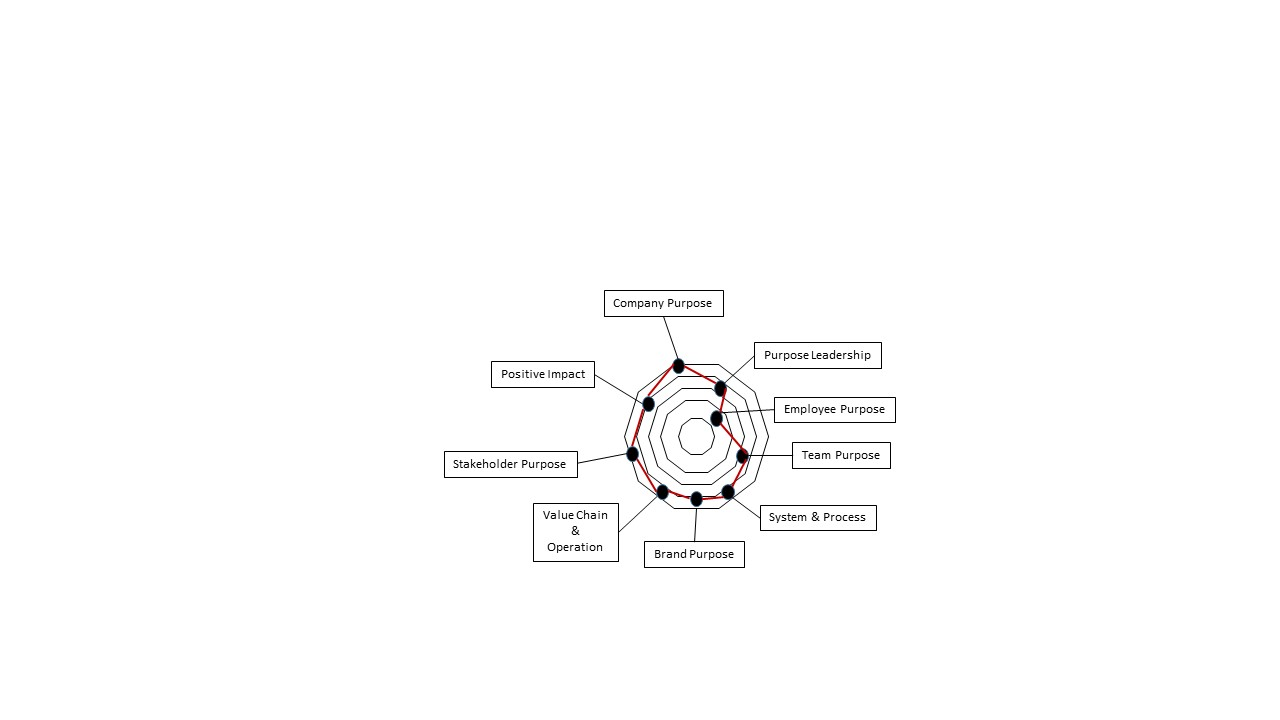 Company Purpose
Purpose Leadership
Positive Impact
Employee Purpose
Team Purpose
Stakeholder Purpose
Value Chain
&
Operation
System & Process
Brand Purpose